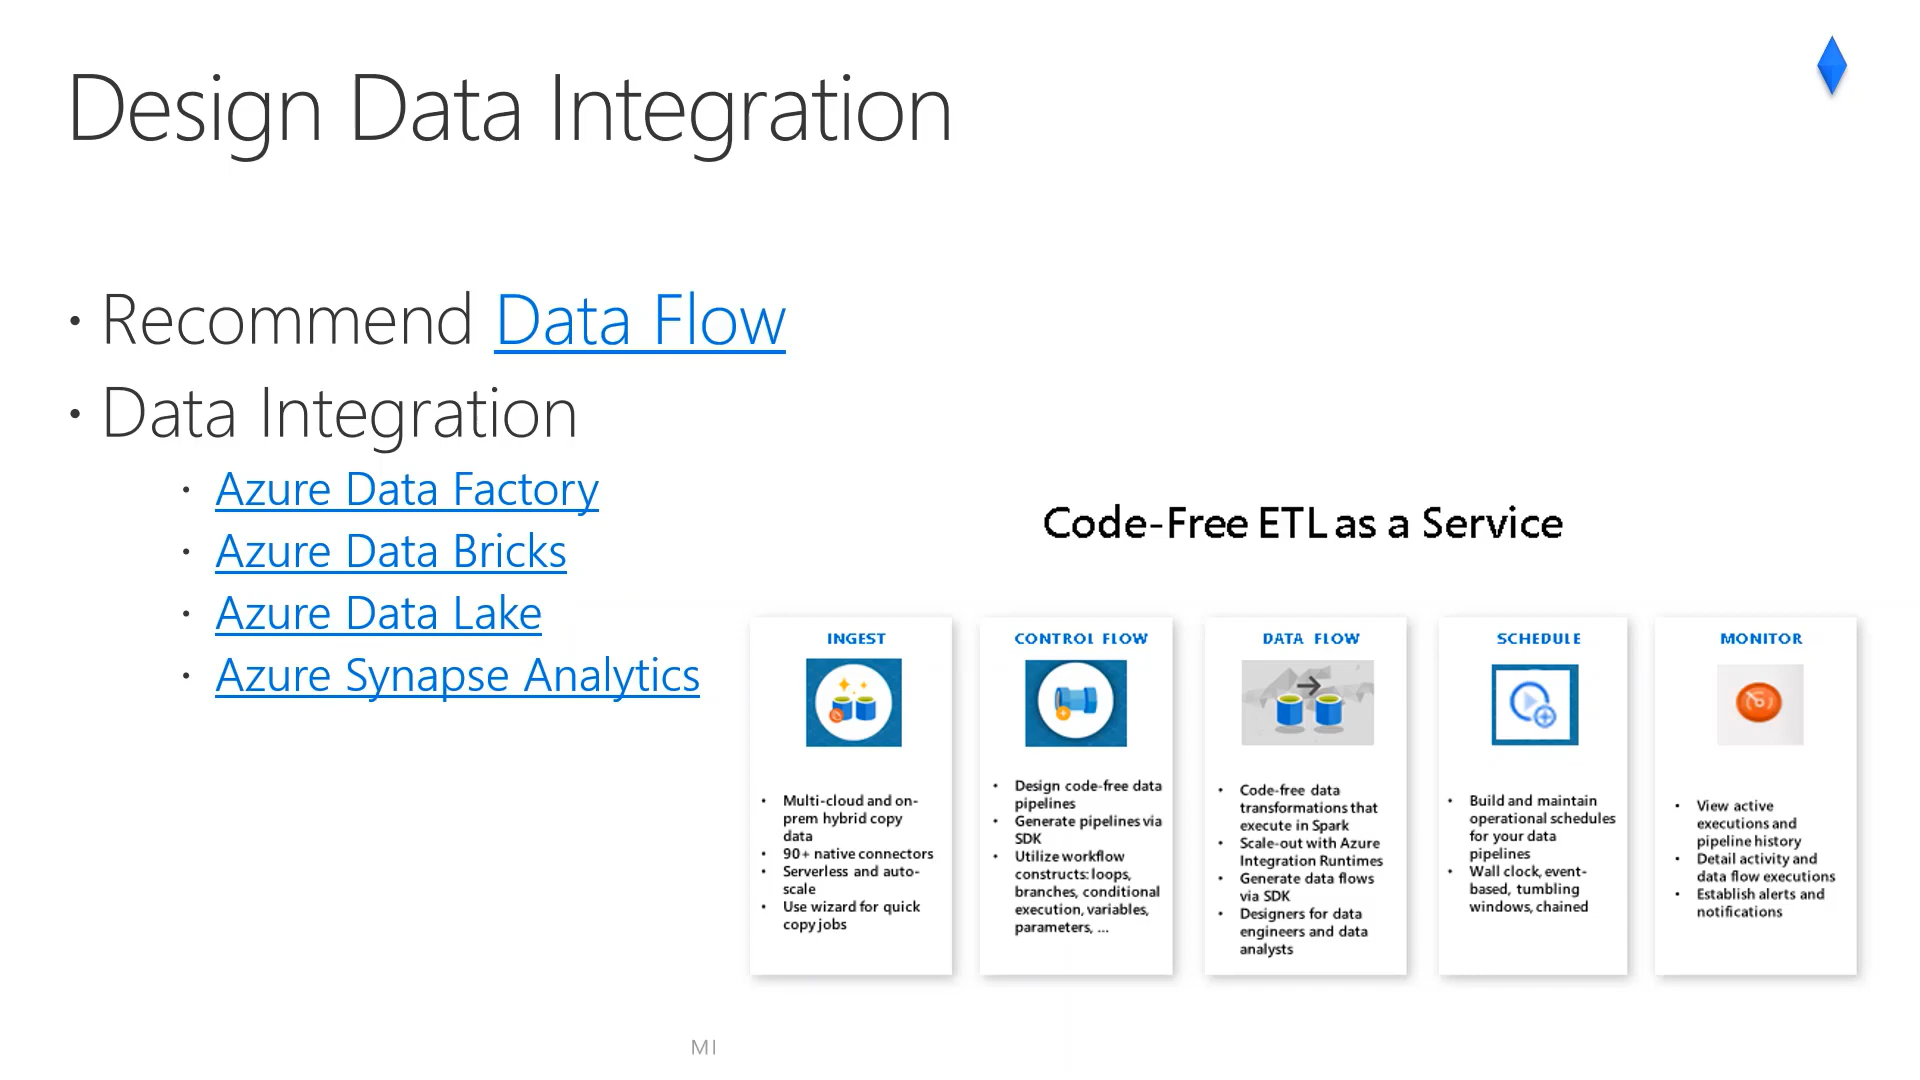 Design Data Integration
• Recommend Data Flow
• Data Integration
• Azure Data Factory
• Azure Data Bricks
• Azure Data Lake
• Azure Synapse Analytics
Code-Free ETL as a Service
INGEST
• Multi-cloud and on-
prem hybrid copy
data
• 90+ native connectors
• Serverless and auto-
scale
• Use wizard for quick
copy jobs
CONTROL FLOW
• Design code-free data
pipelines
• Generate pipelines via
SDK
• Utilize workflow
constructs: loops,
branches, conditional
execution, variables,
parameters, ...
DATA FLOW
• Code-free data
transformations that
execute in Spark
• Scale-out with Azure
Integration Runtimes
• Generate data flows
via SDK
• Designers for data
engineers and data
analysts
SCHEDULE
• Build and maintain
operational schedules
for your data
pipelines
• Wall clock, event-
based, tumbling
windows, chained
MONITOR
• View active
executions and
pipeline history
• Detail activity and
data flow executions
• Establish alerts and
notifications
MI